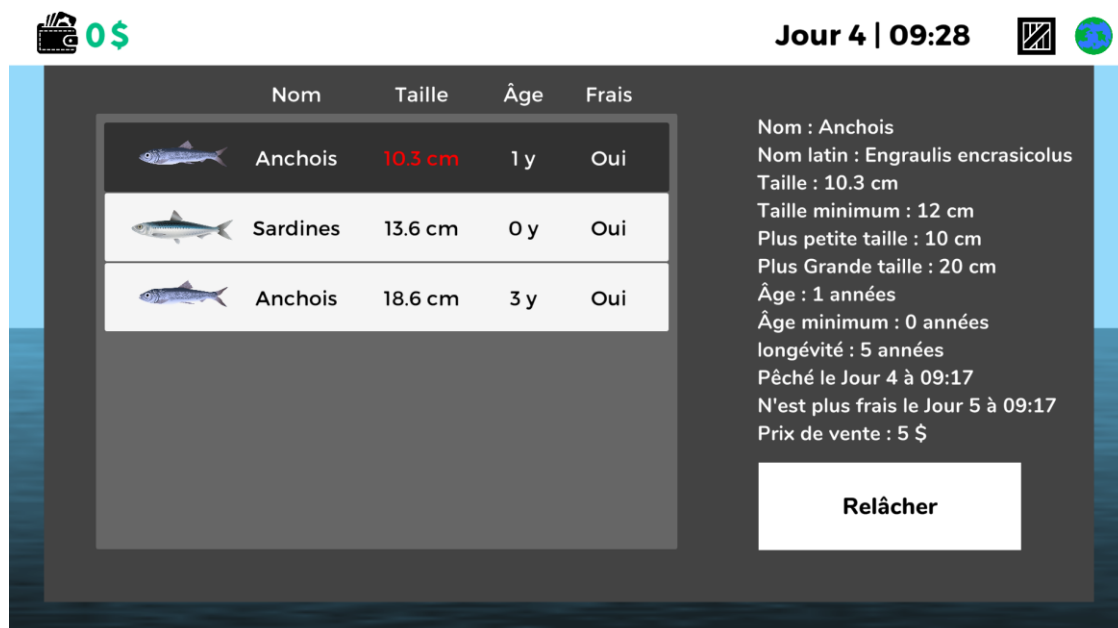 0 $
Jour 4 | 09:28
Nom Taille Âge Frais
Anchois 10.3 cm 1 y Oui
Sardines 13.6 cm 0 y Oui
Anchois 18.6 cm 3 y Oui
Nom : Anchois
Nom latin : Engraulis encrasicolus
Taille : 10.3 cm
Taille minimum : 12 cm
Plus petite taille : 10 cm
Plus Grande taille : 20 cm
Âge : 1 années
Âge minimum : 0 années
longévité : 5 années
Pêché le Jour 4 à 09:17
N'est plus frais le Jour 5 à 09:17
Prix de vente : 5 $
Relâcher